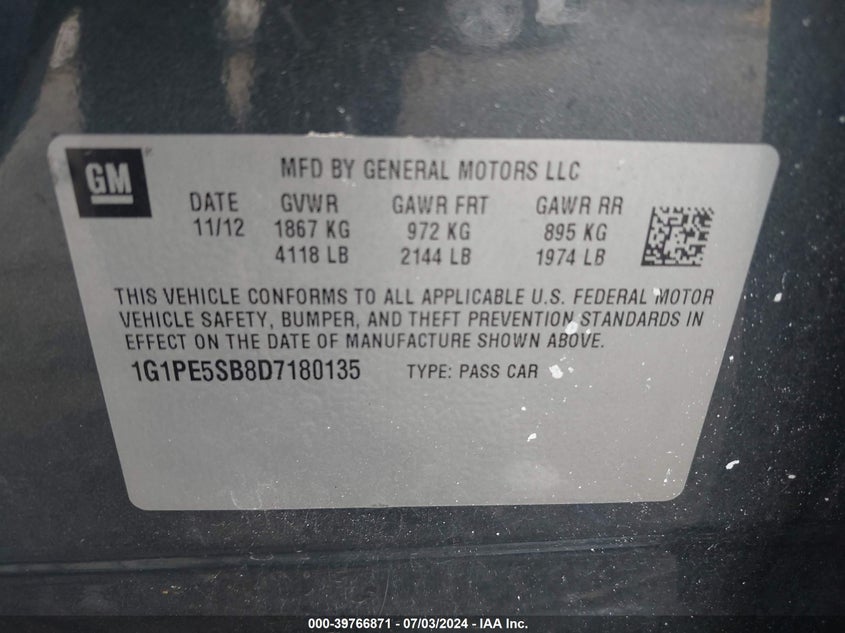 GM
MFD BY GENERAL MOTORS LLC
DATE GVWR GAWR FRT GAWR RR
11/12 1867 KG 972 KG 895 KG
4118 LB 2144 LB 1974 LB
THIS VEHICLE CONFORMS TO ALL APPLICABLE U.S. FEDERAL MOTOR
VEHICLE SAFETY, BUMPER, AND THEFT PREVENTION STANDARDS IN
EFFECT ON THE DATE OF MANUFACTURE SHOWN ABOVE.
1G1PE5SB8D7180135 TYPE: PASS CAR
000-39766871 - 07/03/2024 - IAA Inc.